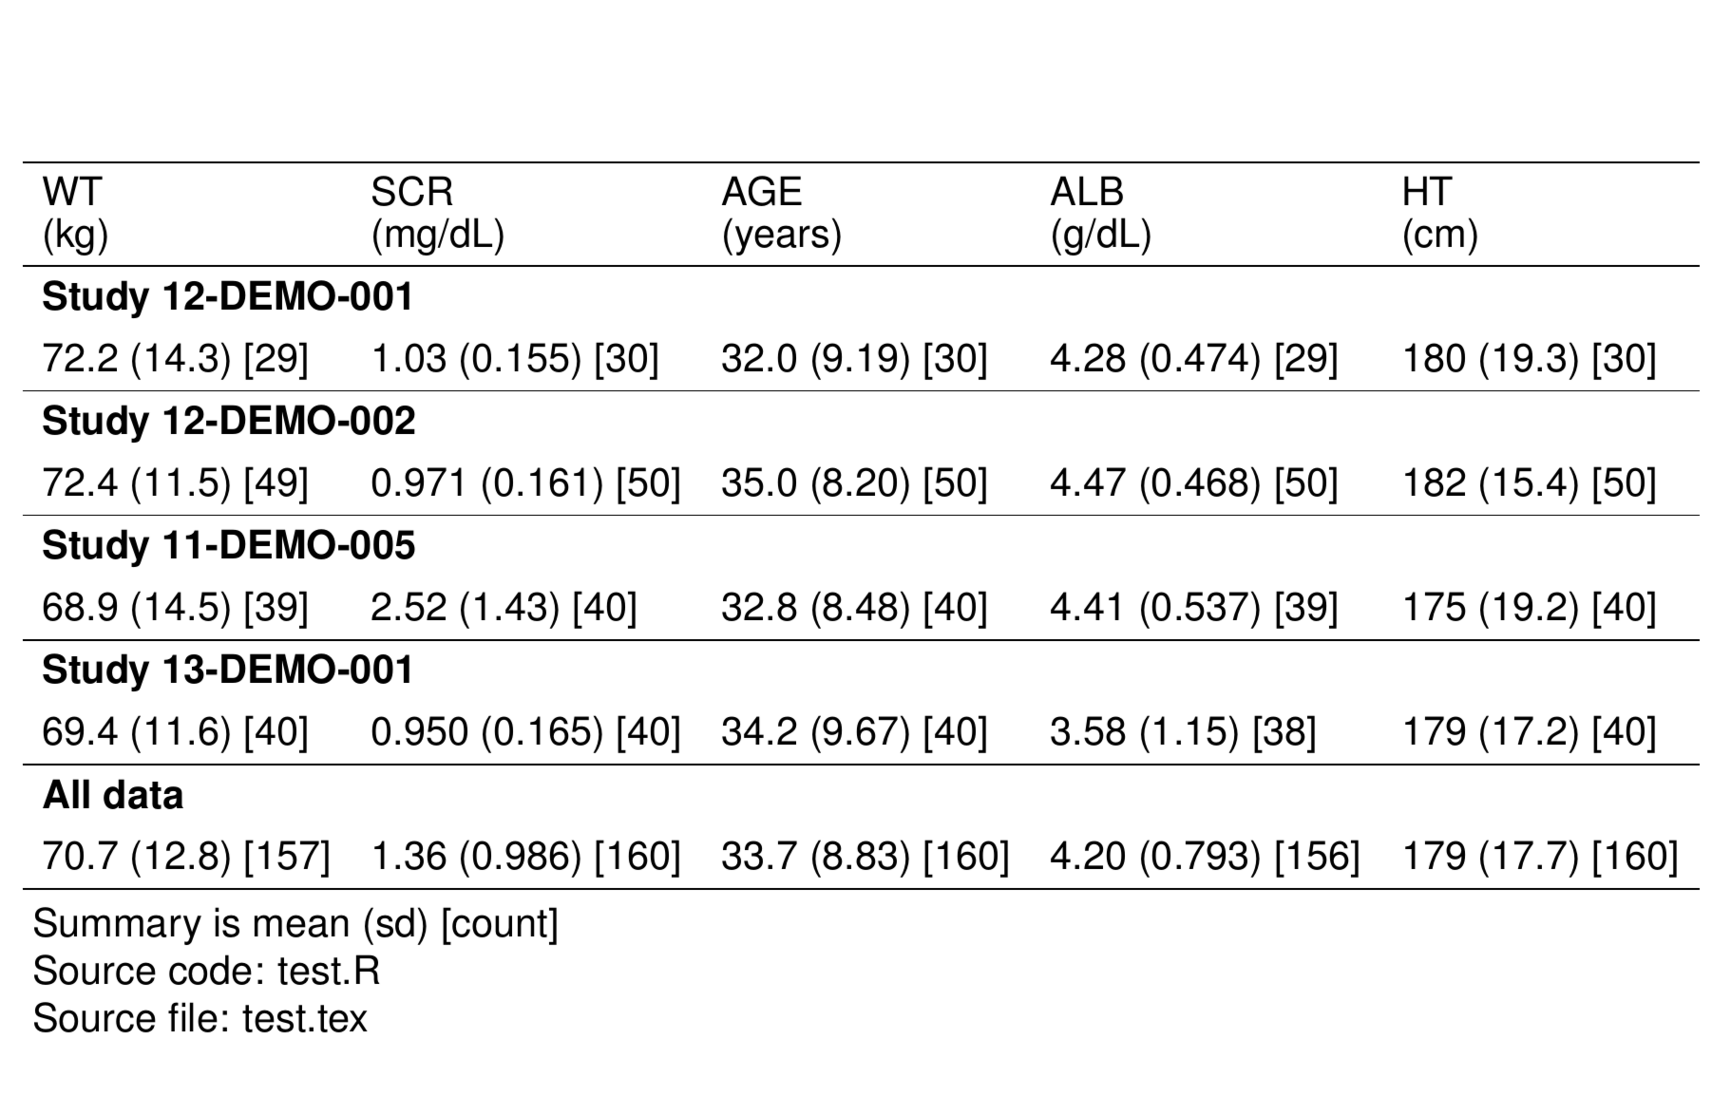 WT SCR AGE ALB HT
(kg) (mg/dL) (years) (g/dL) (cm)
Study 12-DEMO-001
72.2 (14.3) [29] 1.03 (0.155) [30] 32.0 (9.19) [30] 4.28 (0.474) [29] 180 (19.3) [30]
Study 12-DEMO-002
72.4 (11.5) [49] 0.971 (0.161) [50] 35.0 (8.20) [50] 4.47 (0.468) [50] 182 (15.4) [50]
Study 11-DEMO-005
68.9 (14.5) [39] 2.52 (1.43) [40] 32.8 (8.48) [40] 4.41 (0.537) [39] 175 (19.2) [40]
Study 13-DEMO-001
69.4 (11.6) [40] 0.950 (0.165) [40] 34.2 (9.67) [40] 3.58 (1.15) [38] 179 (17.2) [40]
All data
70.7 (12.8) [157] 1.36 (0.986) [160] 33.7 (8.83) [160] 4.20 (0.793) [156] 179 (17.7) [160]
Summary is mean (sd) [count]
Source code: test.R
Source file: test.tex